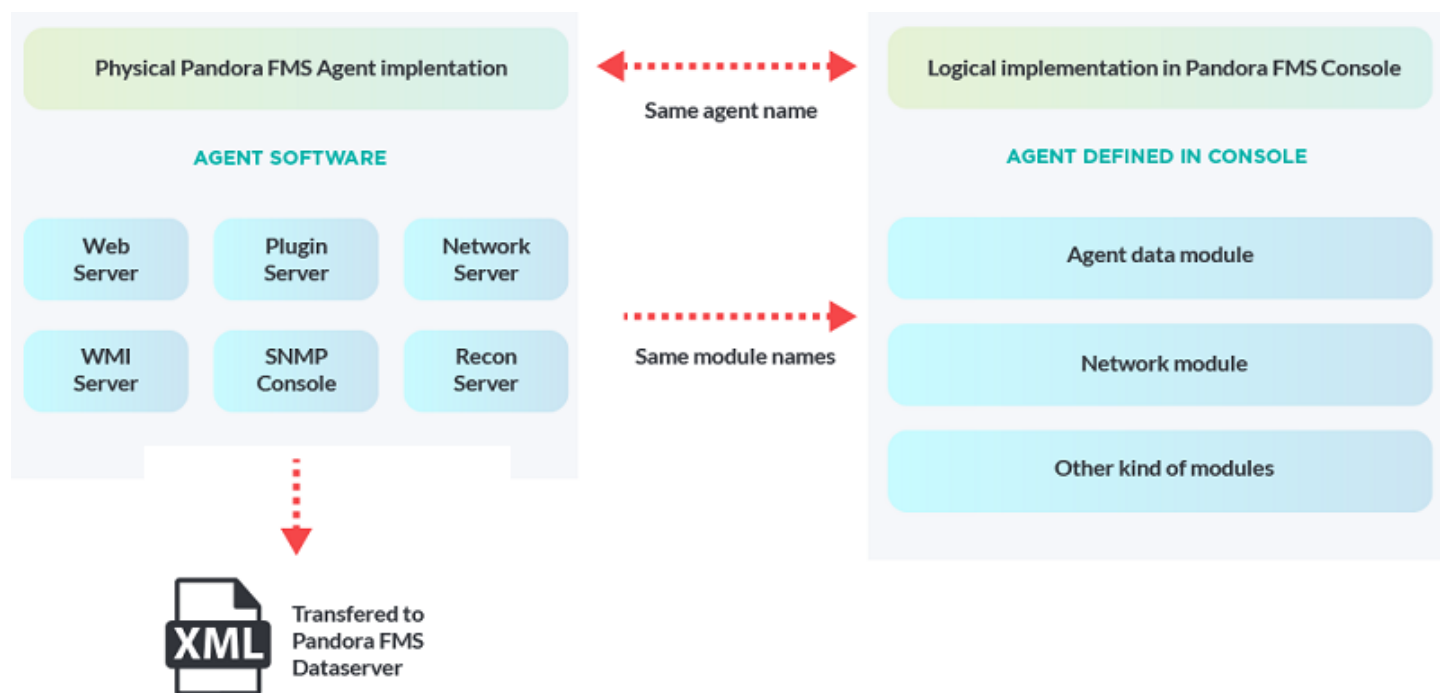 Physical Pandora FMS Agent implentation
AGENT SOFTWARE
Web
Server
Plugin
Server
Network
Server
WMI
Server
SNMP
Console
Recon
Server
Same agent name
Same module names
Logical implementation in Pandora FMS Console
AGENT DEFINED IN CONSOLE
Agent data module
Network module
Other kind of modules
XML
Transfered to
Pandora FMS
Dataserver